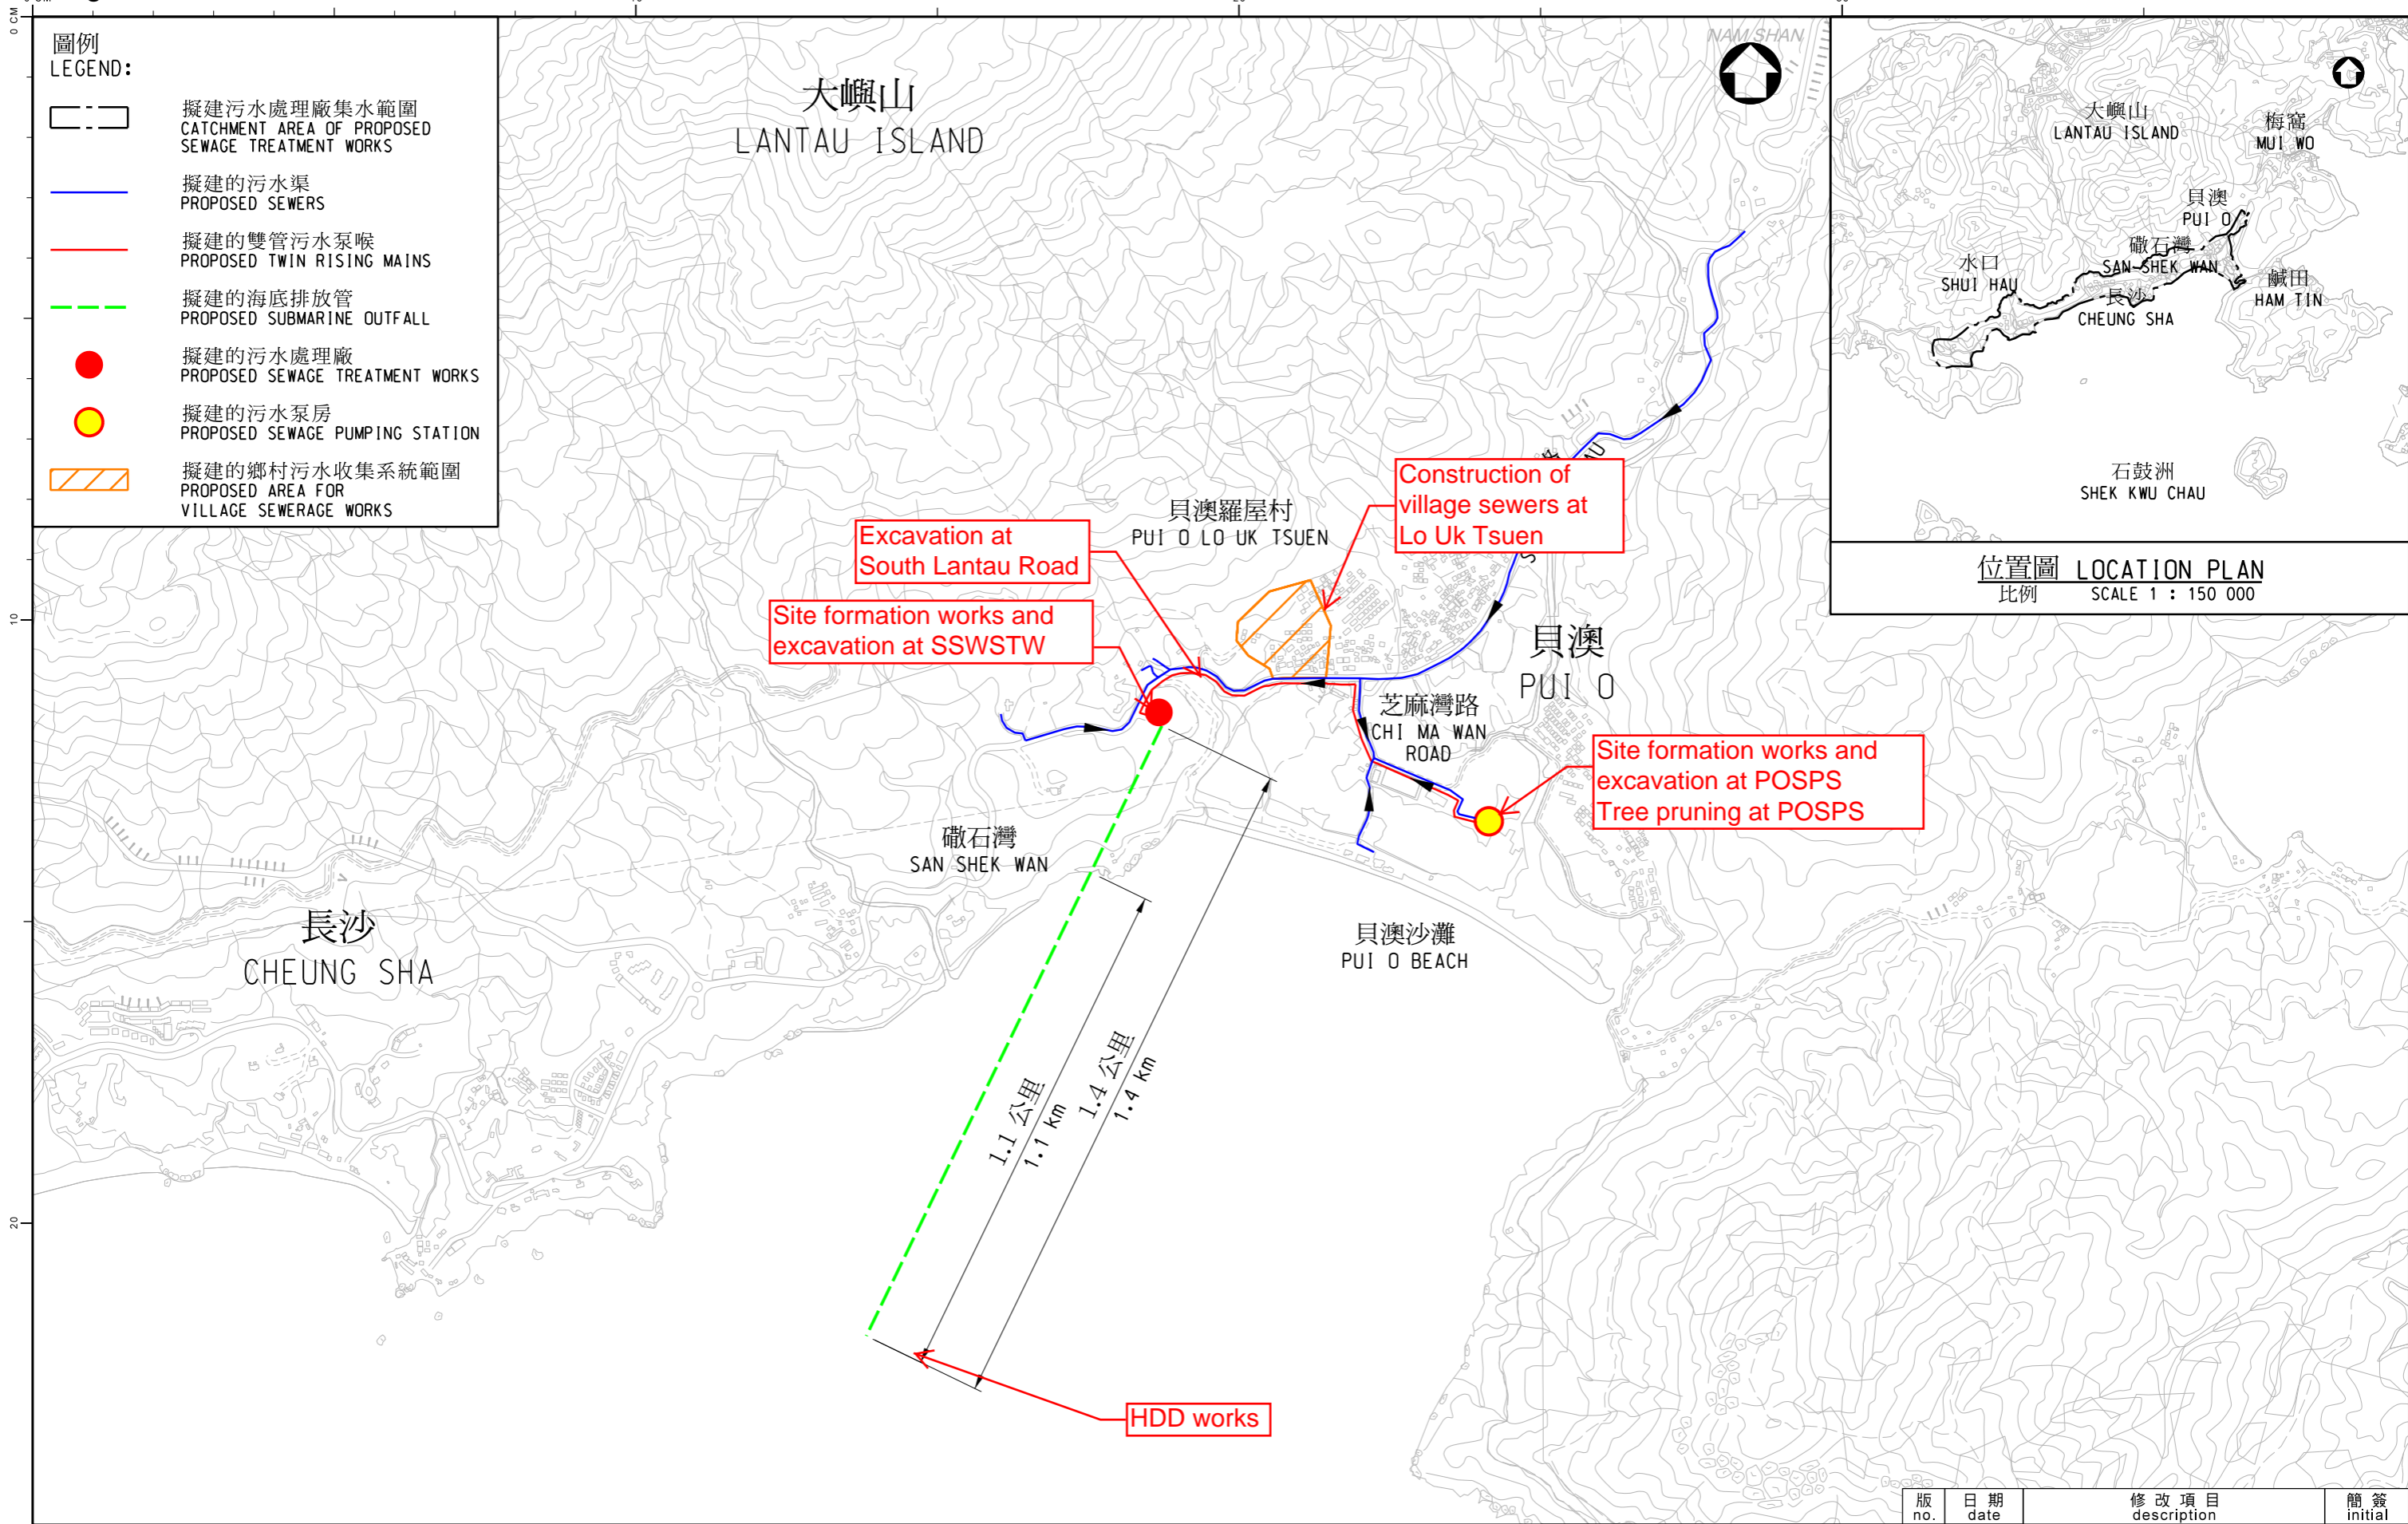 圖例
LEGEND:
擬建污水處理廠集水範圍
CATCHMENT AREA OF PROPOSED
SEWAGE TREATMENT WORKS
擬建的污水渠
PROPOSED SEWERS
擬建的雙管污水泵喉
PROPOSED TWIN RISING MAINS
擬建的海底排放管
PROPOSED SUBMARINE OUTFALL
擬建的污水處理廠
PROPOSED SEWAGE TREATMENT WORKS
擬建的污水泵房
PROPOSED SEWAGE PUMPING STATION
擬建的鄉村污水收集系統範圍
PROPOSED AREA FOR
VILLAGE SEWERAGE WORKS
大嶼山
LANTAU ISLAND
NAM SHAN
大嶼山
LANTAU ISLAND
梅窩
MUI WO
貝澳
PUI O
磡石灣
SAN SHEK WAN
水口
SHUI HAU
鹹田
HAM TIN
長沙
CHEUNG SHA
石鼓洲
SHEK KWU CHAU
位置圖 LOCATION PLAN
比例 SCALE 1 : 150 000
Construction of
village sewers at
Lo Uk Tsuen
貝澳羅屋村
PUI O LO UK TSUEN
Excavation at
South Lantau Road
Site formation works and
excavation at SSWSTW
貝澳
PUI O
芝麻灣路
CHI MA WAN
ROAD
Site formation works and
excavation at POSPS
Tree pruning at POSPS
磡石灣
SAN SHEK WAN
長沙
CHEUNG SHA
貝澳沙灘
PUI O BEACH
1.1 公里
1.1 km
1.4 公里
1.4 km
HDD works
0 CM
10
20
版 日期 修改項目 簡簽
no. date description initial